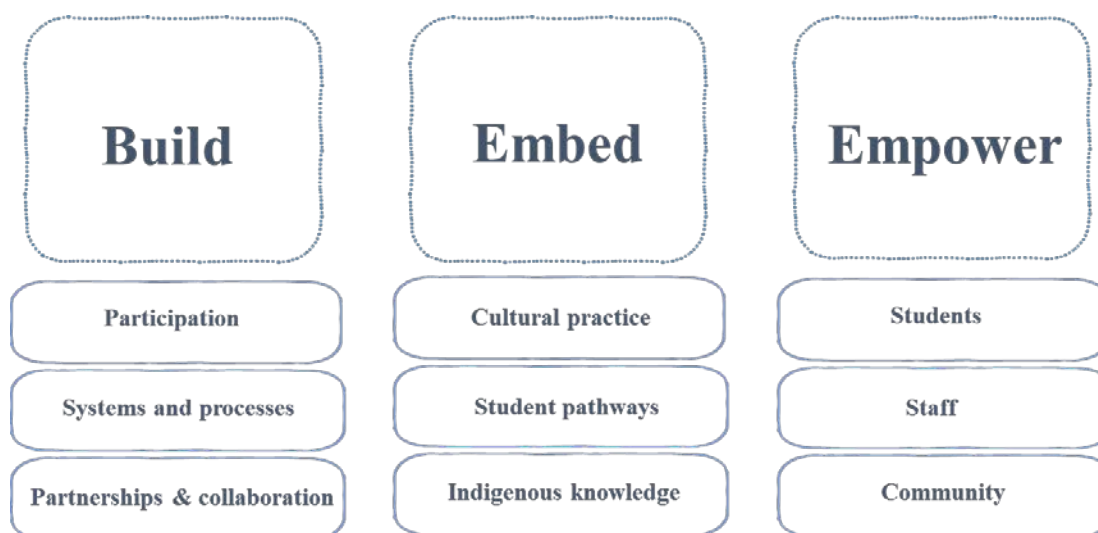 Build
Participation
Systems and processes
Partnerships & collaboration
Embed
Cultural practice
Student pathways
Indigenous knowledge
Empower
Students
Staff
Community